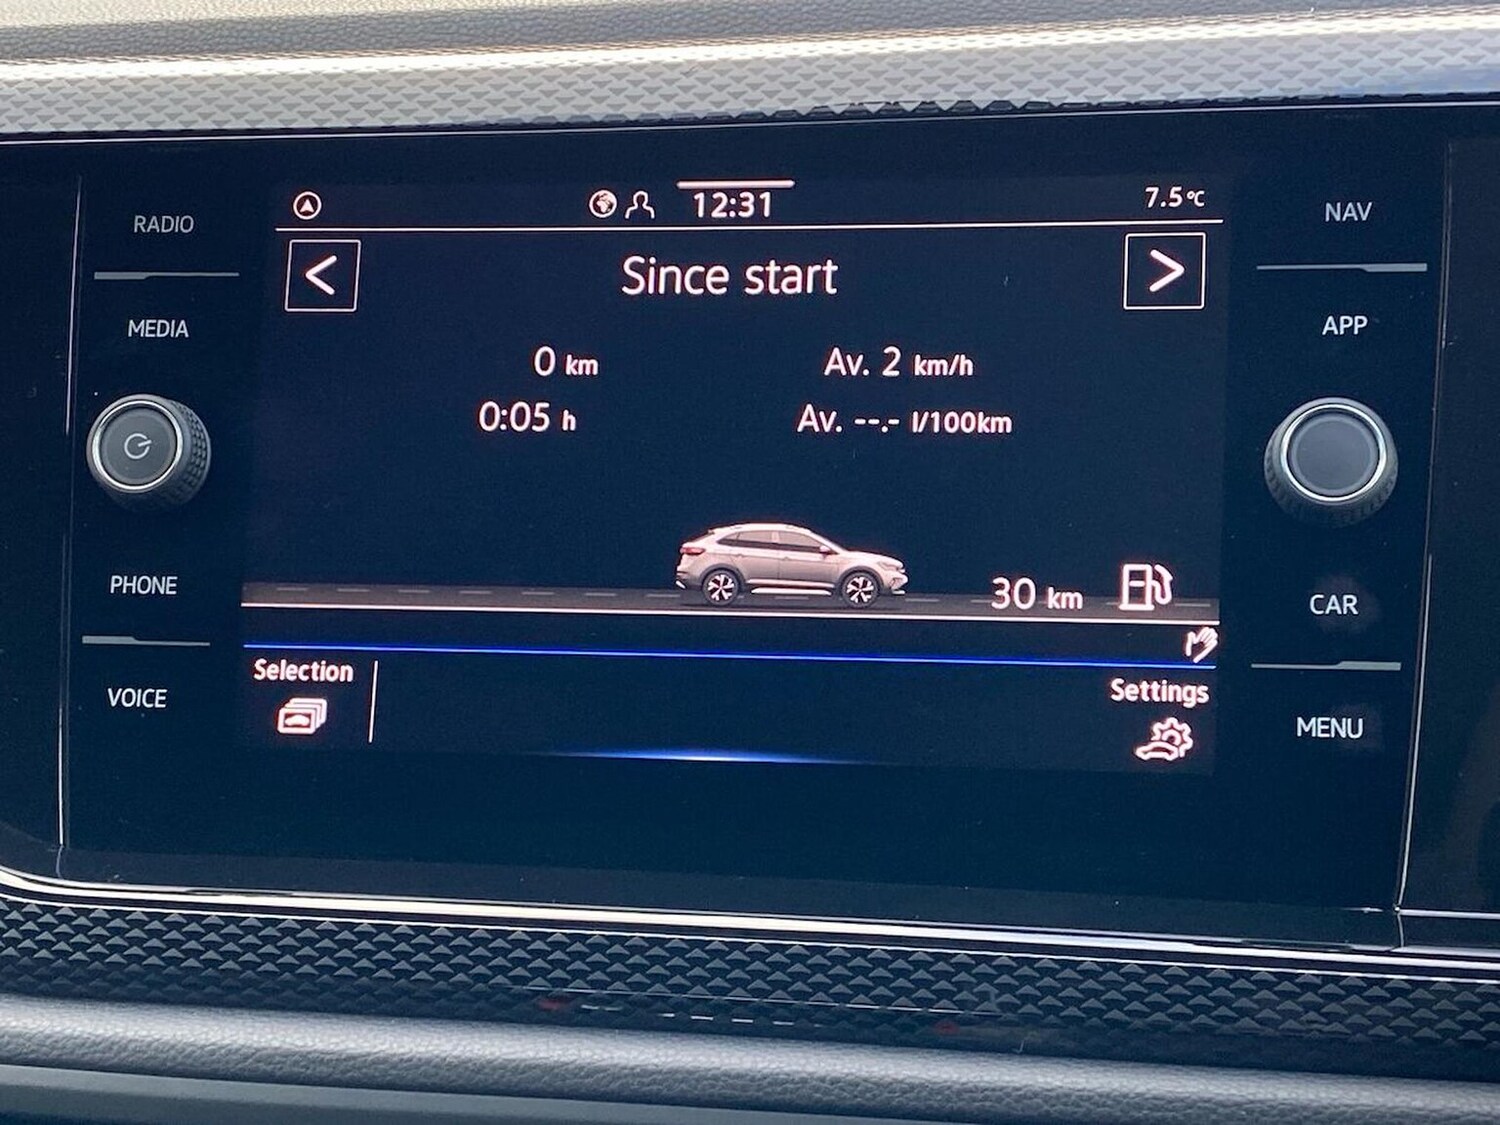 12:31
7.5°C
RADIO
NAV
<
Since start
>
MEDIA
APP
0 km
Av. 2 km/h
0:05 h
Av. --.- l/100km
PHONE
30 km
CAR
VOICE
Selection
Settings
MENU